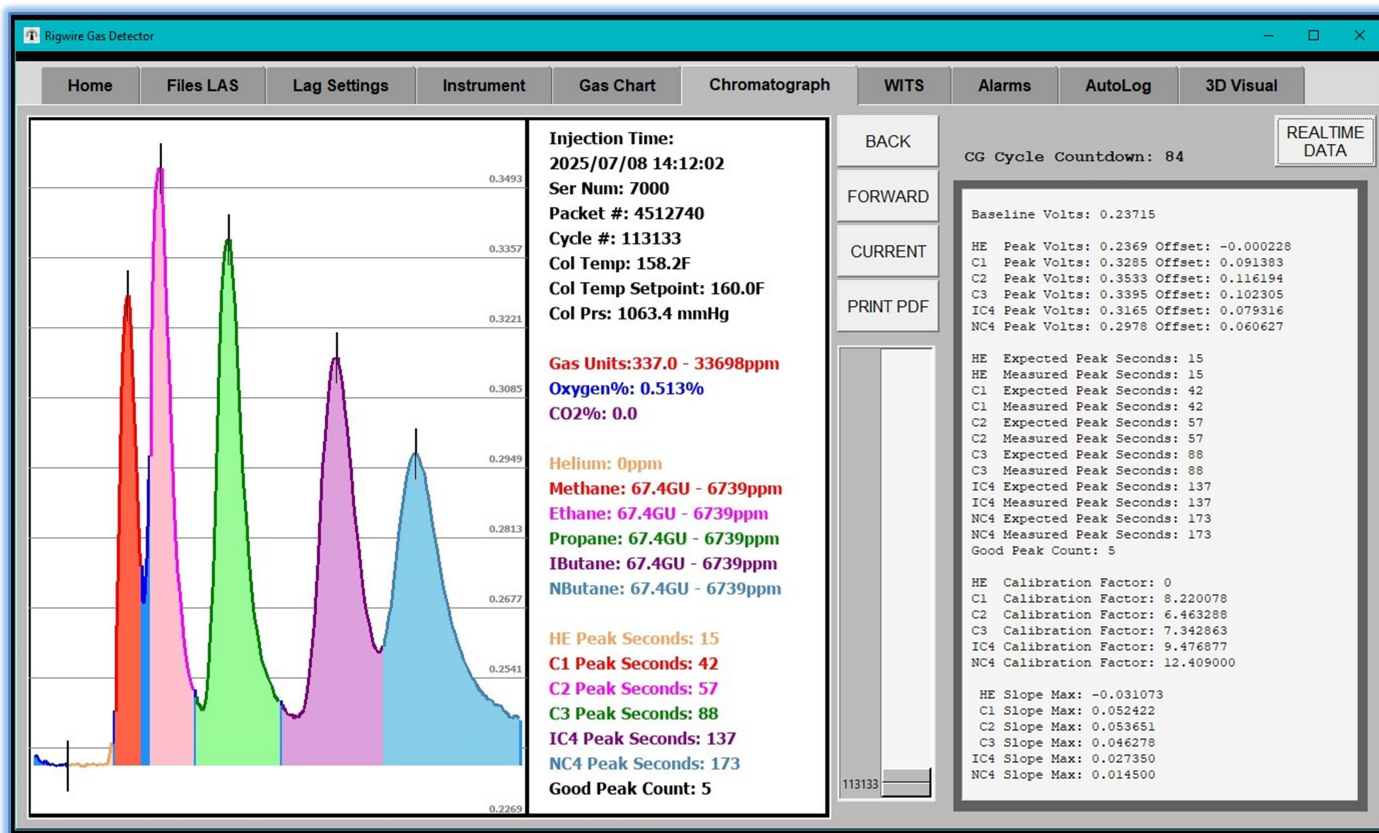 Rigwire Gas Detector
Home
Files LAS
Lag Settings
Instrument
Gas Chart
Chromatograph
WITS
Alarms
AutoLog
3D Visual
0.3493
0.3357
0.3221
0.3085
0.2949
0.2813
0.2677
0.2541
0.2269
Injection Time:
2025/07/08 14:12:02
Ser Num: 7000
Packet #: 4512740
Cycle #: 113133
Col Temp: 158.2F
Col Temp Setpoint: 160.0F
Col Prs: 1063.4 mmHg
Gas Units:337.0 - 33698ppm
Oxygen%: 0.513%
CO2%: 0.0
Helium: 0ppm
Methane: 67.4GU - 6739ppm
Ethane: 67.4GU - 6739ppm
Propane: 67.4GU - 6739ppm
IButane: 67.4GU - 6739ppm
NButane: 67.4GU - 6739ppm
HE Peak Seconds: 15
C1 Peak Seconds: 42
C2 Peak Seconds: 57
C3 Peak Seconds: 88
IC4 Peak Seconds: 137
NC4 Peak Seconds: 173
Good Peak Count: 5
BACK
FORWARD
CURRENT
PRINT PDF
113133
CG Cycle Countdown: 84
REALTIME
DATA
Baseline Volts: 0.23715
HE Peak Volts: 0.2369 Offset: -0.000228
C1 Peak Volts: 0.3285 Offset: 0.091383
C2 Peak Volts: 0.3533 Offset: 0.116194
C3 Peak Volts: 0.3395 Offset: 0.102305
IC4 Peak Volts: 0.3165 Offset: 0.079316
NC4 Peak Volts: 0.2978 Offset: 0.060627
HE Expected Peak Seconds: 15
HE Measured Peak Seconds: 15
C1 Expected Peak Seconds: 42
C1 Measured Peak Seconds: 42
C2 Expected Peak Seconds: 57
C2 Measured Peak Seconds: 57
C3 Expected Peak Seconds: 88
C3 Measured Peak Seconds: 88
IC4 Expected Peak Seconds: 137
IC4 Measured Peak Seconds: 137
NC4 Expected Peak Seconds: 173
NC4 Measured Peak Seconds: 173
Good Peak Count: 5
HE Calibration Factor: 0
C1 Calibration Factor: 8.220078
C2 Calibration Factor: 6.463288
C3 Calibration Factor: 7.342863
IC4 Calibration Factor: 9.476877
NC4 Calibration Factor: 12.409000
HE Slope Max: -0.031073
C1 Slope Max: 0.052422
C2 Slope Max: 0.053651
C3 Slope Max: 0.046278
IC4 Slope Max: 0.027350
NC4 Slope Max: 0.014500